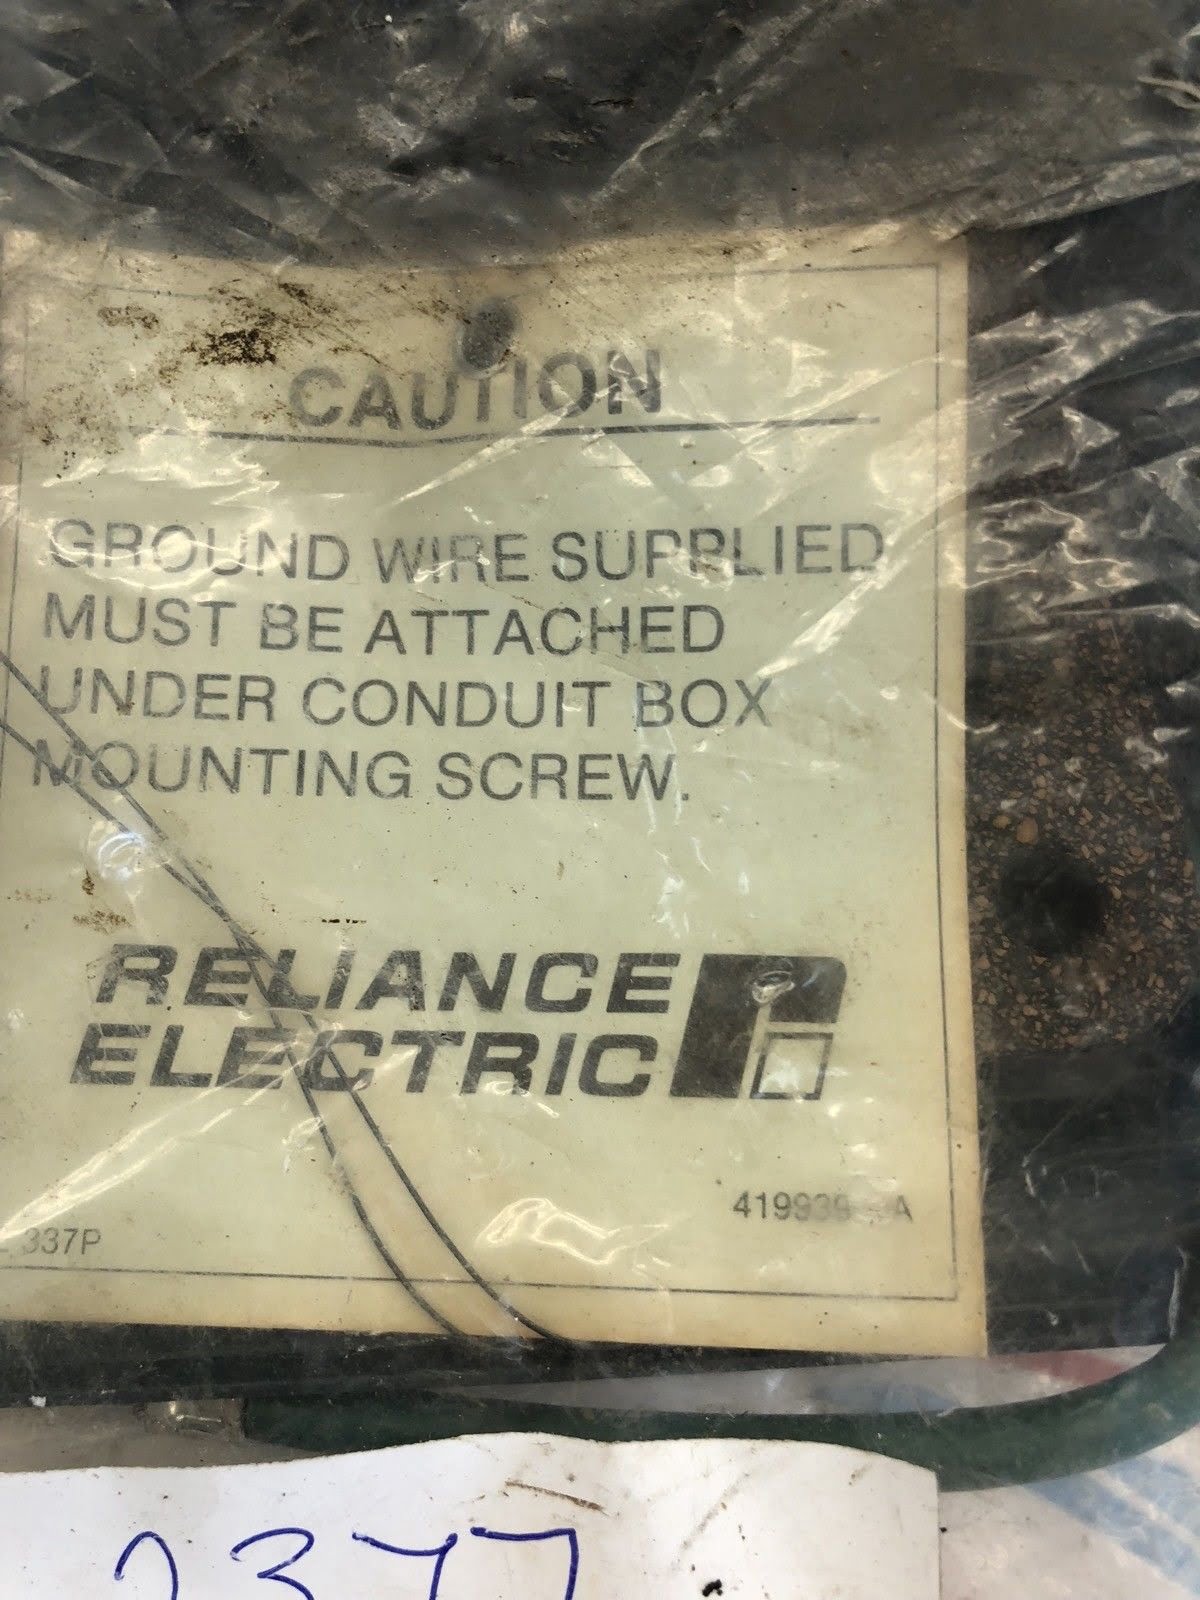 CAUTION
GROUND WIRE SUPPLIED
MUST BE ATTACHED
UNDER CONDUIT BOX
MOUNTING SCREW.
RELIANCE
ELECTRIC
337P